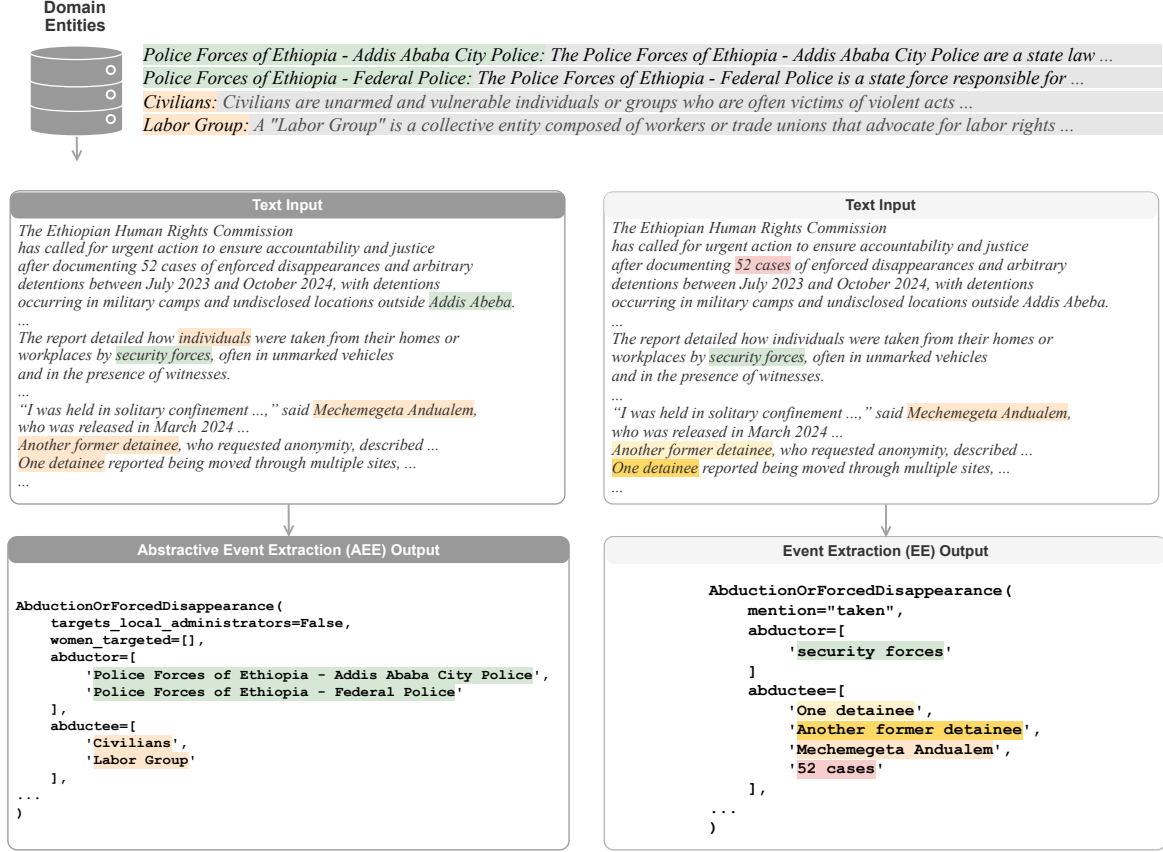 Domain
Entities
Police Forces of Ethiopia - Addis Ababa City Police: The Police Forces of Ethiopia - Addis Ababa City Police are a state law ...
Police Forces of Ethiopia - Federal Police: The Police Forces of Ethiopia - Federal Police is a state force responsible for ...
Civilians: Civilians are unarmed and vulnerable individuals or groups who are often victims of violent acts ...
Labor Group: A "Labor Group" is a collective entity composed of workers or trade unions that advocate for labor rights ...
Text Input
The Ethiopian Human Rights Commission
has called for urgent action to ensure accountability and justice
after documenting 52 cases of enforced disappearances and arbitrary
detentions between July 2023 and October 2024, with detentions
occurring in military camps and undisclosed locations outside Addis Abeba.
...
The report detailed how individuals were taken from their homes or
workplaces by security forces, often in unmarked vehicles
and in the presence of witnesses.
...
“I was held in solitary confinement ...,” said Mechemegeta Andualem,
who was released in March 2024 ...
Another former detainee, who requested anonymity, described ...
One detainee reported being moved through multiple sites, ...
...
Text Input
The Ethiopian Human Rights Commission
has called for urgent action to ensure accountability and justice
after documenting 52 cases of enforced disappearances and arbitrary
detentions between July 2023 and October 2024, with detentions
occurring in military camps and undisclosed locations outside Addis Abeba.
...
The report detailed how individuals were taken from their homes or
workplaces by security forces, often in unmarked vehicles
and in the presence of witnesses.
...
“I was held in solitary confinement ...,” said Mechemegeta Andualem,
who was released in March 2024 ...
Another former detainee, who requested anonymity, described ...
One detainee reported being moved through multiple sites, ...
...
Abstractive Event Extraction (AEE) Output
AbductionOrForcedDisappearance(
targets_local_administrators=False,
women_targeted=[],
abductor=[
'Police Forces of Ethiopia - Addis Ababa City Police',
'Police Forces of Ethiopia - Federal Police'
],
abductee=[
'Civilians',
'Labor Group'
],
...
)
Event Extraction (EE) Output
AbductionOrForcedDisappearance(
mention="taken",
abductor=[
'security forces'
]
abductee=[
'One detainee',
'Another former detainee',
'Mechemegeta Andualem',
'52 cases'
],
...
)